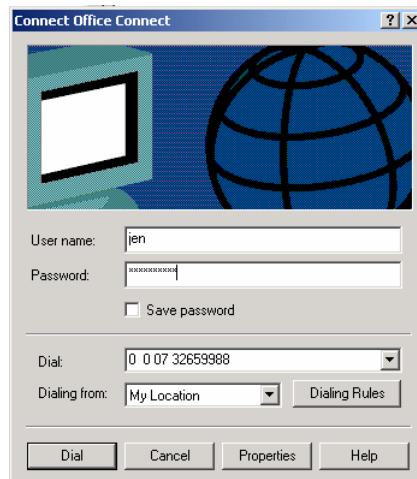 Connect Office Connect
User name: jen
Password: **********
Save password
Dial: 0 0 07 32659988
Dialing from: My Location Dialing Rules
Dial Cancel Properties Help